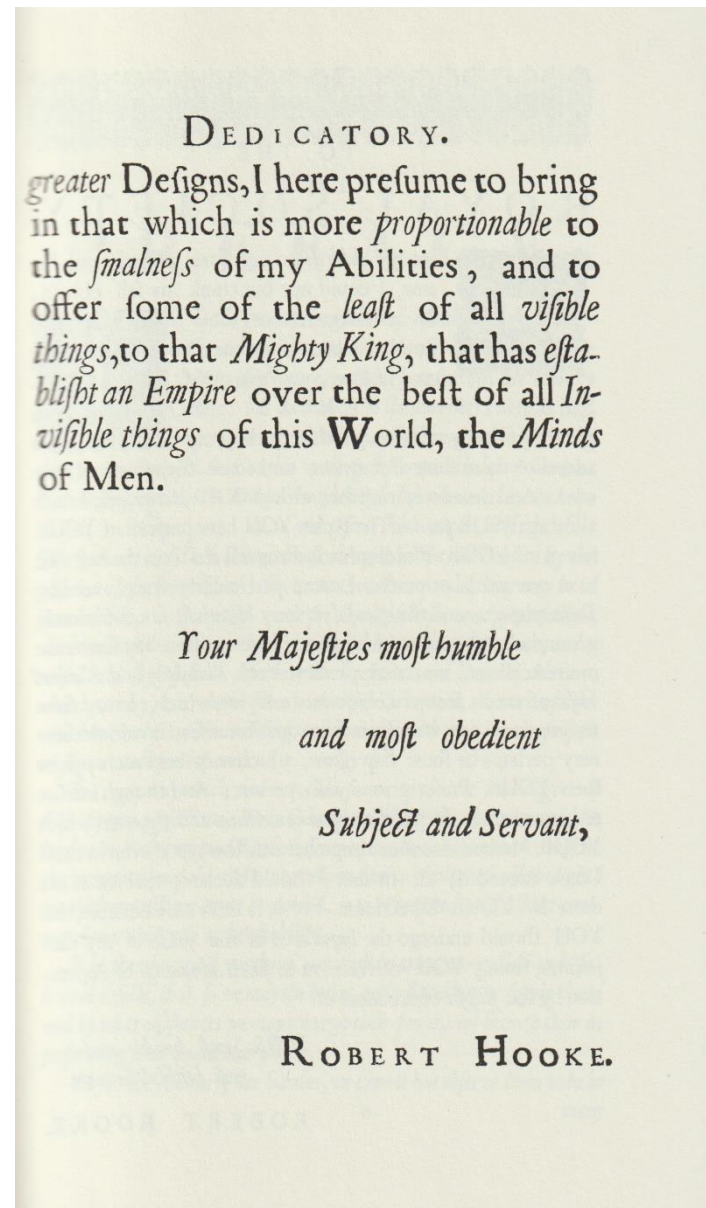 DEDICATORY.
greater Deſigns, I here preſume to bring
in that which is more proportionable to
the ſmalneſs of my Abilities, and to
offer ſome of the leaſt of all viſible
things, to that Mighty King, that has eſta-
bliſht an Empire over the beſt of all In-
viſible things of this World, the Minds
of Men.
Your Majeſties moſt humble
and moſt obedient
Subject and Servant,
ROBERT HOOKE.